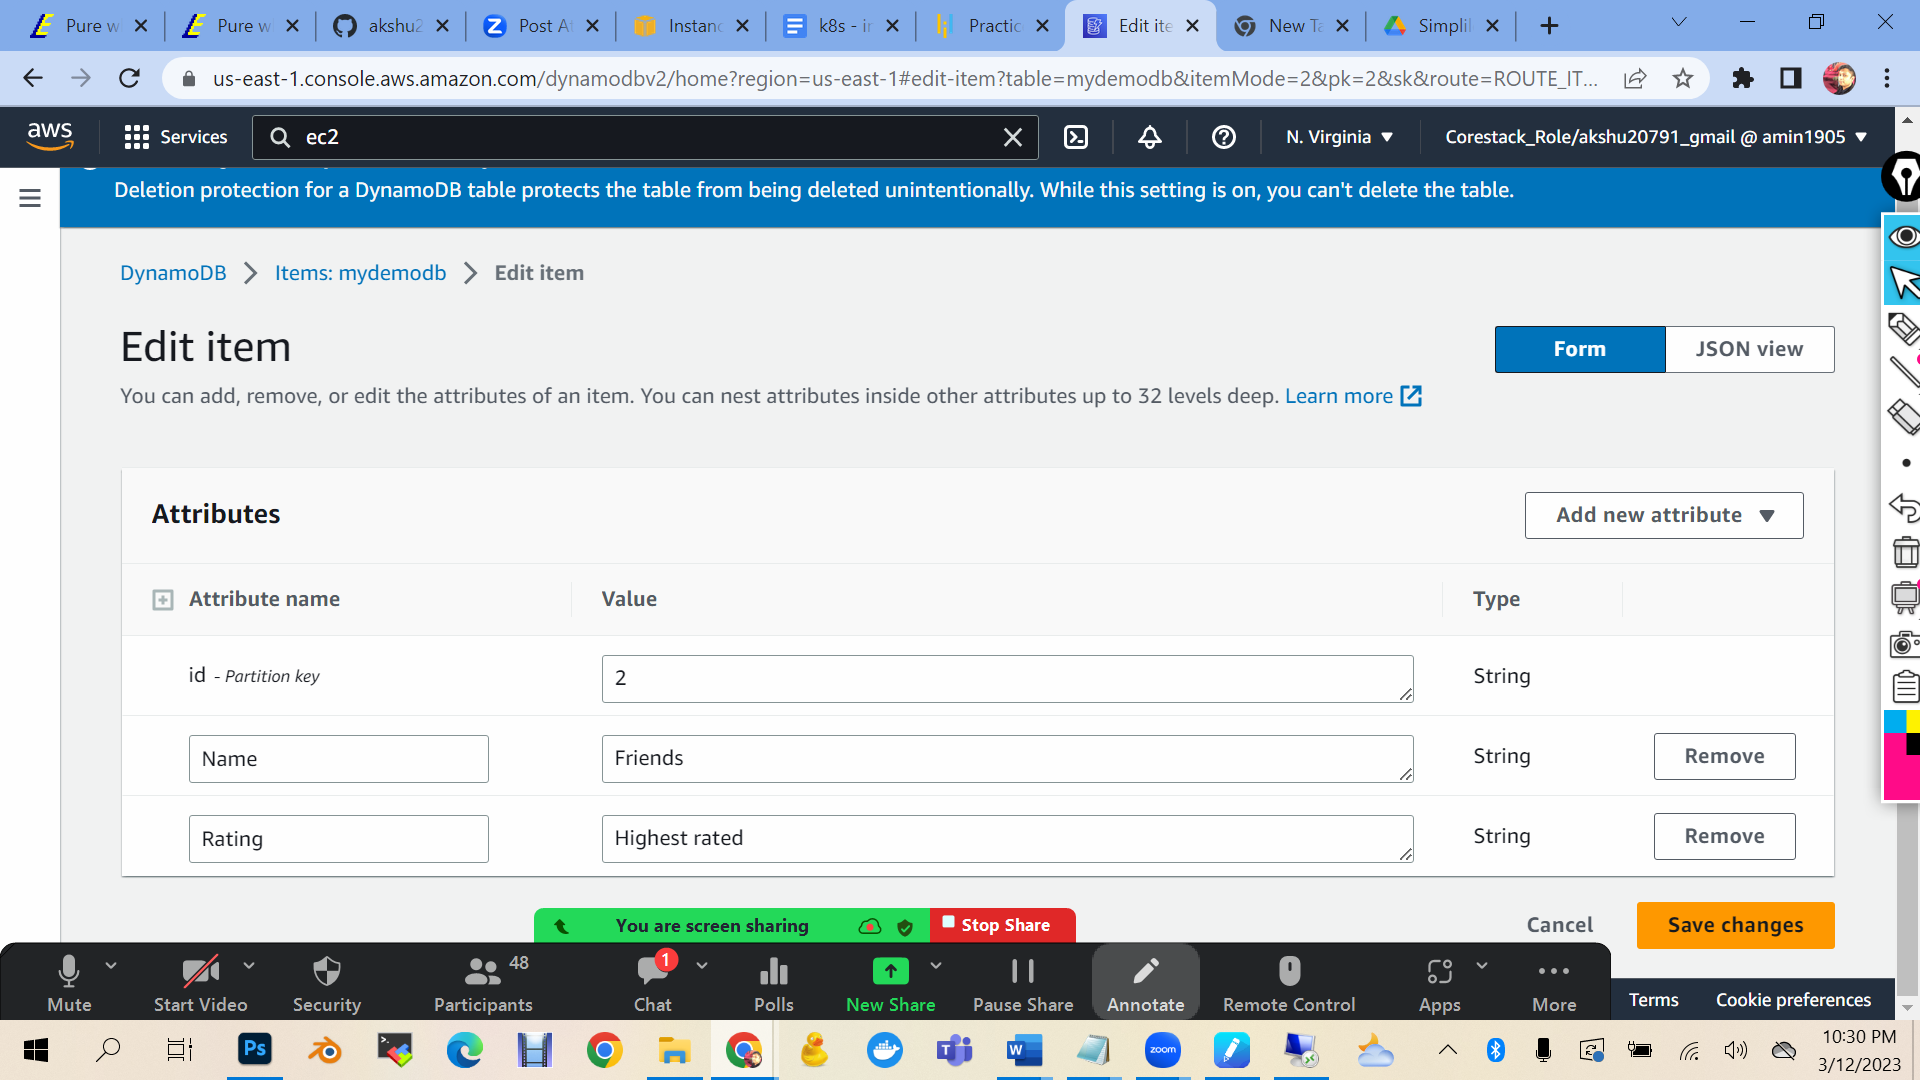 Pure w
Pure w
akshu2
Post At
Instanc
k8s - in
Practic
Edit ite
New Ta
Simplil
us-east-1.console.aws.amazon.com/dynamodbv2/home?region=us-east-1#edit-item?table=mydemodb&itemMode=2&pk=2&sk&route=ROUTE_IT...
aws
Services
ec2
N. Virginia
Corestack_Role/akshu20791_gmail @ amin1905
Deletion protection for a DynamoDB table protects the table from being deleted unintentionally. While this setting is on, you can't delete the table.
DynamoDB
Items: mydemodb
Edit item
Edit item
Form
JSON view
You can add, remove, or edit the attributes of an item. You can nest attributes inside other attributes up to 32 levels deep. Learn more
Attributes
Add new attribute
Attribute name
Value
Type
id - Partition key
2
String
Name
Friends
String
Remove
Rating
Highest rated
String
Remove
You are screen sharing
Stop Share
Cancel
Save changes
Mute
Start Video
Security
48
Participants
1
Chat
Polls
New Share
Pause Share
Annotate
Remote Control
Apps
More
Terms
Cookie preferences
Ps
W
zoom
10:30 PM
3/12/2023